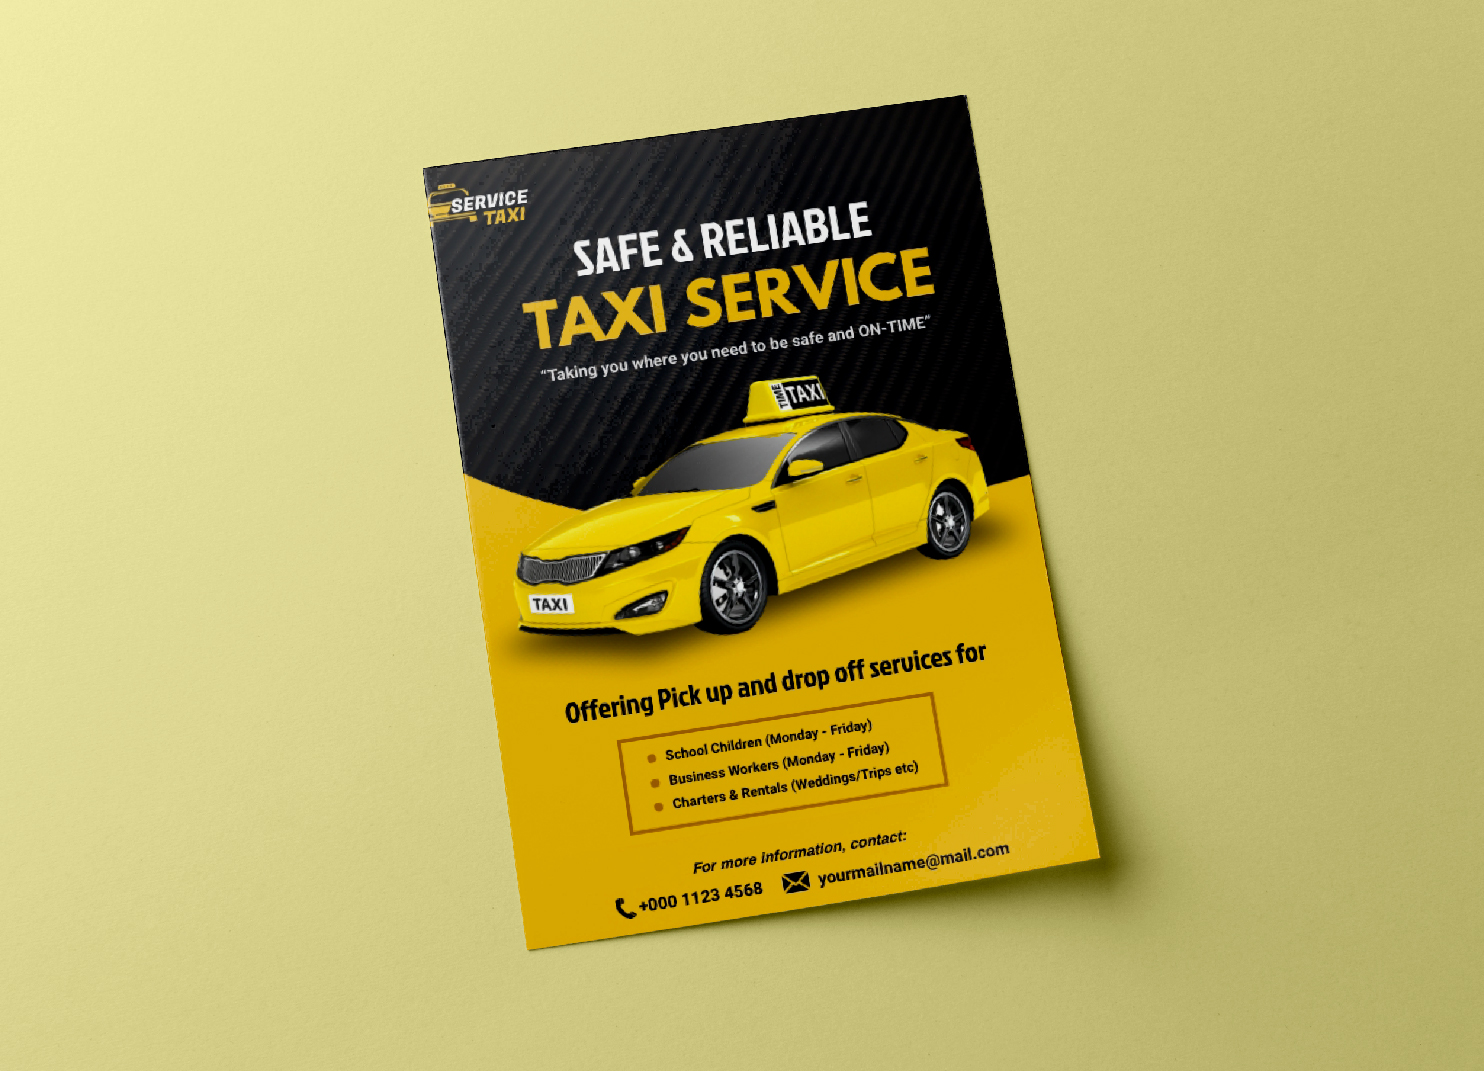 SERVICE
TAXI
SAFE & RELIABLE
TAXI SERVICE
“Taking you where you need to be safe and ON-TIME”
TIME TAXI
TAXI
Offering Pick up and drop off services for
School Children (Monday - Friday)
Business Workers (Monday - Friday)
Charters & Rentals (Weddings/Trips etc)
For more information, contact:
+000 1123 4568 yourmailname@mail.com